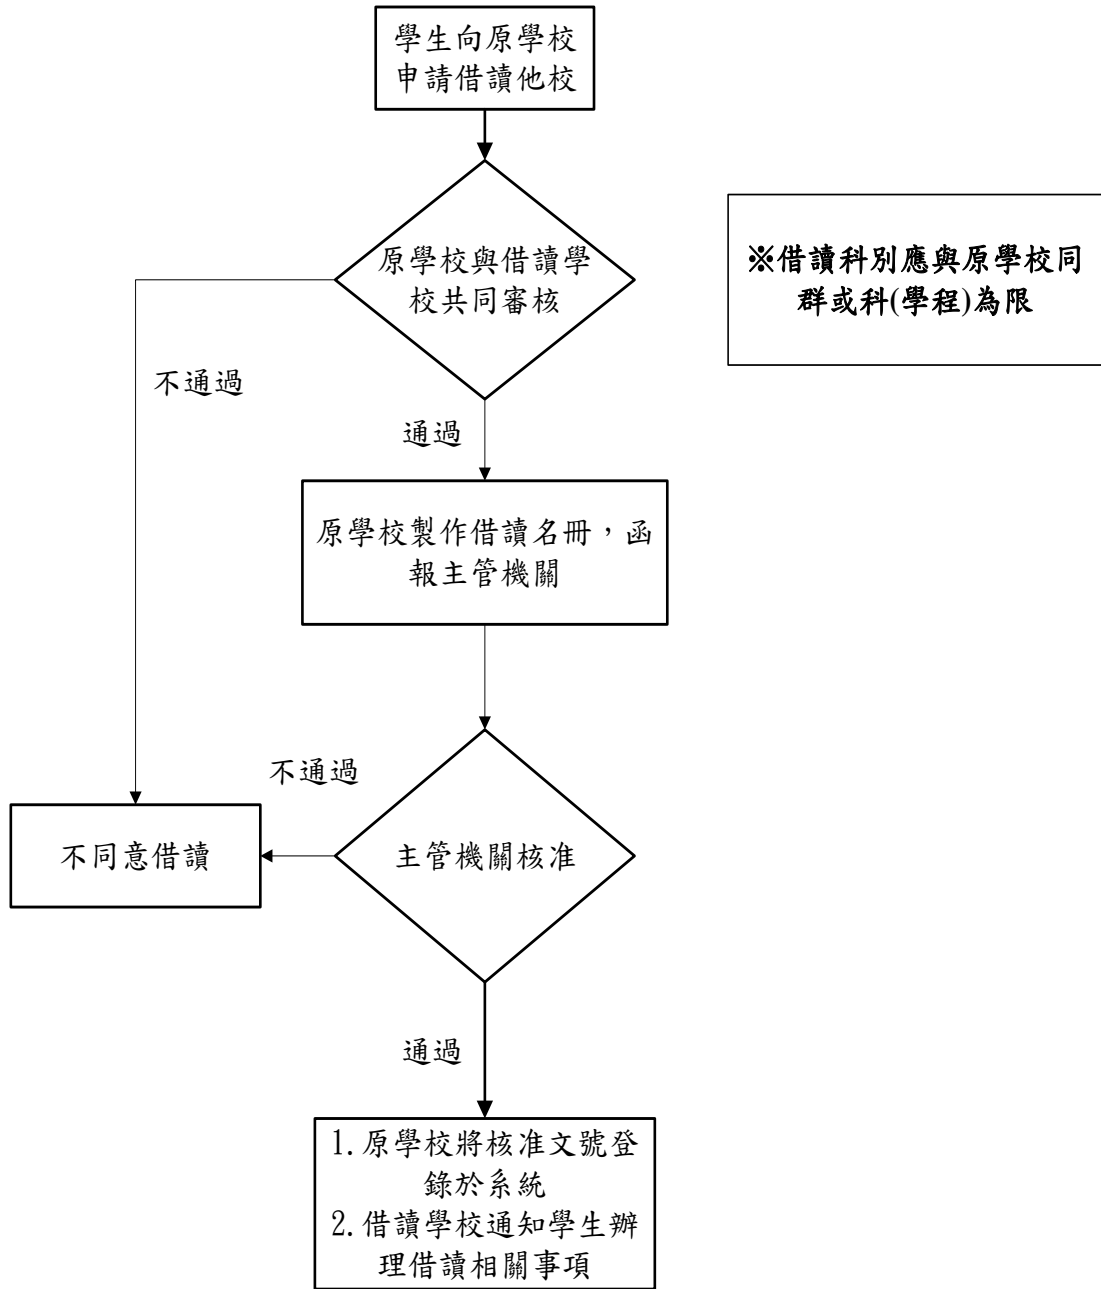 學生向原學校
申請借讀他校
原學校與借讀學
校共同審核
※借讀科別應與原學校同
群或科(學程)為限
不通過
通過
原學校製作借讀名冊，函
報主管機關
不通過
不同意借讀
主管機關核准
通過
1.原學校將核准文號登
錄於系統
2.借讀學校通知學生辦
理借讀相關事項